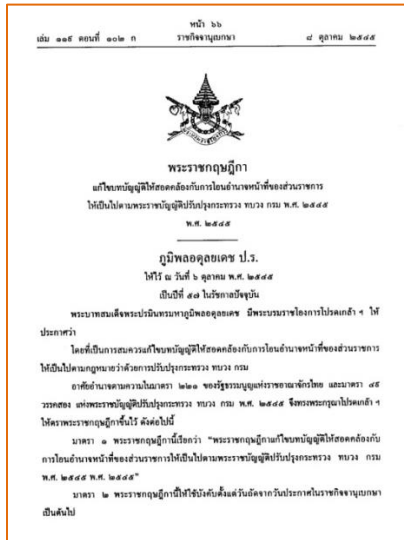 หน้า ๖๖
เล่ม ๑๑๙ ตอนที่ ๑๐๒ ก ราชกิจจานุเบกษา ๘ ตุลาคม ๒๕๔๕
พระราชกฤษฎีกา
แก้ไขบทบัญญัติให้สอดคล้องกับการโอนอำนาจหน้าที่ของส่วนราชการ
ให้เป็นไปตามพระราชบัญญัติปรับปรุงกระทรวง ทบวง กรม พ.ศ. ๒๕๔๕
พ.ศ. ๒๕๔๕
ภูมิพลอดุลยเดช ป.ร.
ให้ไว้ ณ วันที่ ๖ ตุลาคม พ.ศ. ๒๕๔๕
เป็นปีที่ ๕๗ ในรัชกาลปัจจุบัน
พระบาทสมเด็จพระปรมินทรมหาภูมิพลอดุลยเดช มีพระบรมราชโองการโปรดเกล้า ฯ ให้
ประกาศว่า
โดยที่เป็นการสมควรแก้ไขบทบัญญัติให้สอดคล้องกับการโอนอำนาจหน้าที่ของส่วนราชการ
ให้เป็นไปตามกฎหมายว่าด้วยการปรับปรุงกระทรวง ทบวง กรม
อาศัยอำนาจตามความในมาตรา ๒๒๑ ของรัฐธรรมนูญแห่งราชอาณาจักรไทย และมาตรา ๔๙
วรรคสอง แห่งพระราชบัญญัติปรับปรุงกระทรวง ทบวง กรม พ.ศ. ๒๕๔๕ จึงทรงพระกรุณาโปรดเกล้า ฯ
ให้ตราพระราชกฤษฎีกาขึ้นไว้ ดังต่อไปนี้
มาตรา ๑ พระราชกฤษฎีกานี้เรียกว่า “พระราชกฤษฎีกาแก้ไขบทบัญญัติให้สอดคล้องกับ
การโอนอำนาจหน้าที่ของส่วนราชการให้เป็นไปตามพระราชบัญญัติปรับปรุงกระทรวง ทบวง กรม
พ.ศ. ๒๕๔๕ พ.ศ. ๒๕๔๕”
มาตรา ๒ พระราชกฤษฎีกานี้ให้ใช้บังคับตั้งแต่วันถัดจากวันประกาศในราชกิจจานุเบกษา
เป็นต้นไป